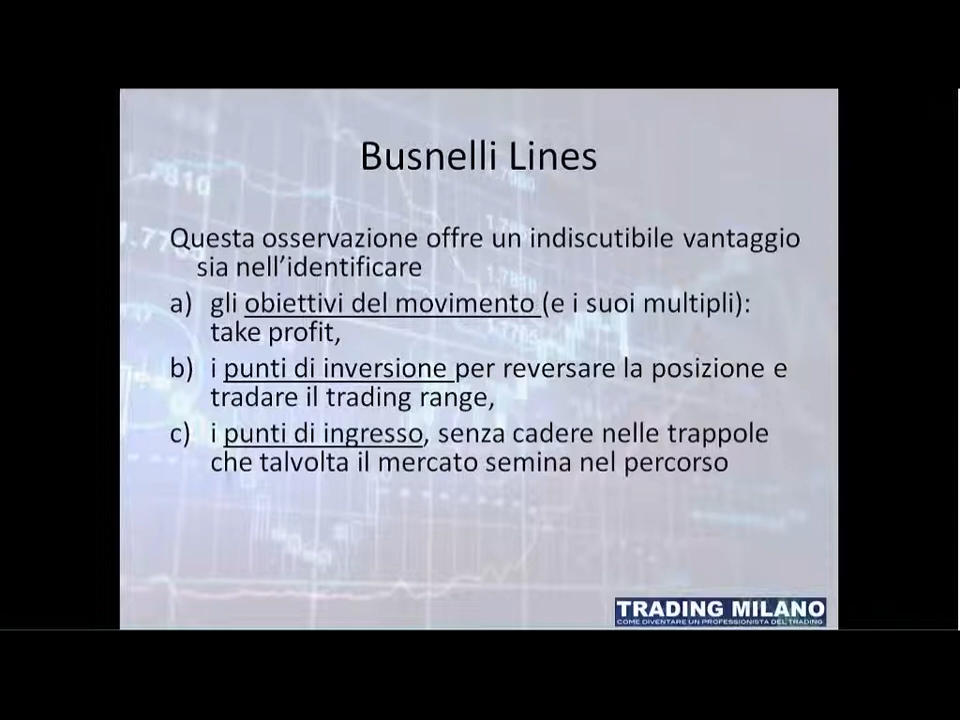 Busnelli Lines
Questa osservazione offre un indiscutibile vantaggio
sia nell'identificare
a) gli obiettivi del movimento (e i suoi multipli):
take profit,
b) i punti di inversione per reversare la posizione e
tradare il trading range,
c) i punti di ingresso, senza cadere nelle trappole
che talvolta il mercato semina nel percorso
TRADING MILANO
COME DIVENTARE UN PROFESSIONISTA DEL TRADING